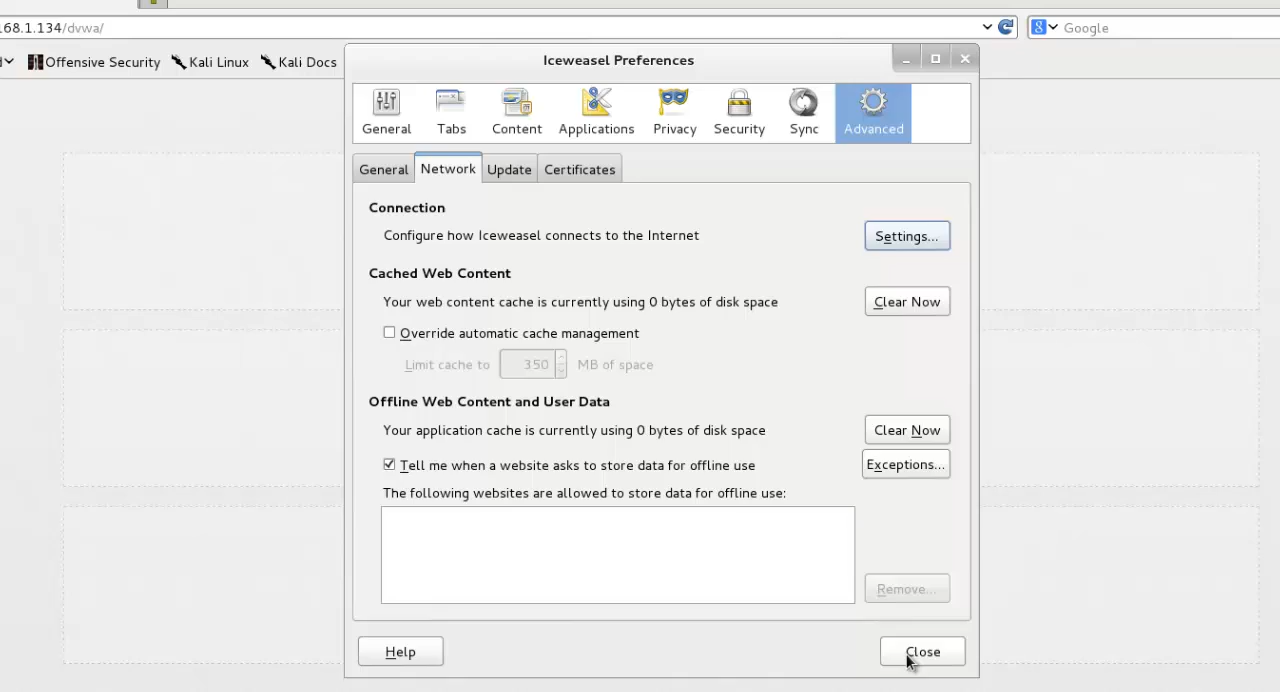 68.1.134/dvwa/
Google
Offensive Security
Kali Linux
Kali Docs
Iceweasel Preferences
General
Tabs
Content
Applications
Privacy
Security
Sync
Advanced
General
Network
Update
Certificates
Connection
Configure how Iceweasel connects to the Internet
Settings...
Cached Web Content
Your web content cache is currently using 0 bytes of disk space
Clear Now
Override automatic cache management
Limit cache to
350
MB of space
Offline Web Content and User Data
Your application cache is currently using 0 bytes of disk space
Clear Now
Tell me when a website asks to store data for offline use
Exceptions...
The following websites are allowed to store data for offline use:
Remove...
Help
Close